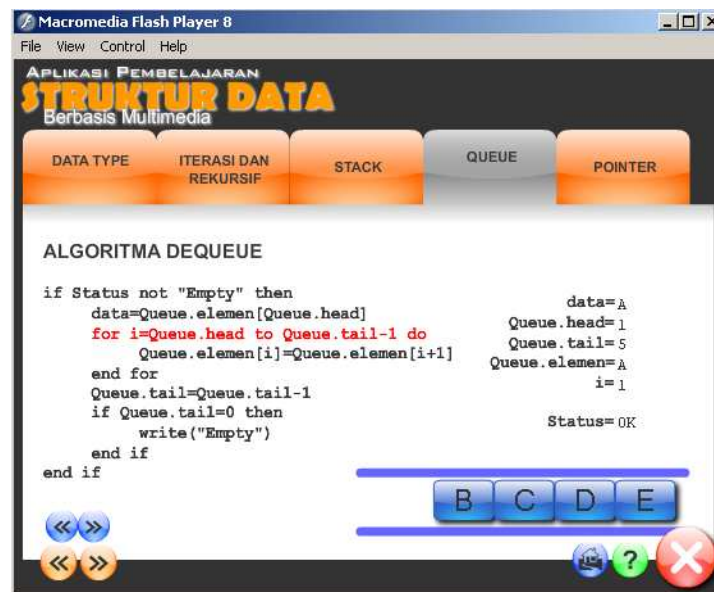 Macromedia Flash Player 8
File View Control Help
APLIKASI PEMBELAJARAN
STRUKTUR DATA
Berbasis Multimedia
DATA TYPE
ITERASI DAN
REKURSIF
STACK
QUEUE
POINTER
ALGORITMA DEQUEUE
if Status not "Empty" then
data=Queue.elemen[Queue.head]
for i=Queue.head to Queue.tail-1 do
Queue.elemen[i]=Queue.elemen[i+1]
end for
Queue.tail=Queue.tail-1
if Queue.tail=0 then
write("Empty")
end if
end if
data=A
Queue.head=1
Queue.tail=5
Queue.elemen=A
i=1
Status=OK
B C D E
?